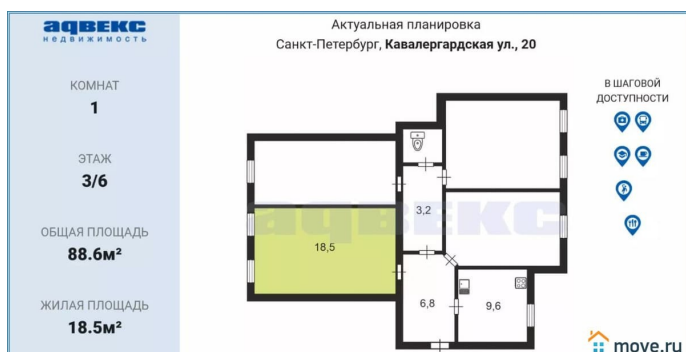 адвекс
НЕДВИЖИМОСТЬ
КОМНАТ
1
ЭТАЖ
3/6
ОБЩАЯ ПЛОЩАДЬ
88.6м²
ЖИЛАЯ ПЛОЩАДЬ
18.5м²
Актуальная планировка
Санкт-Петербург, Кавалергардская ул., 20
В ШАГОВОЙ
ДОСТУПНОСТИ
адвекс
3,2
18,5
6,8
9,6
move.ru